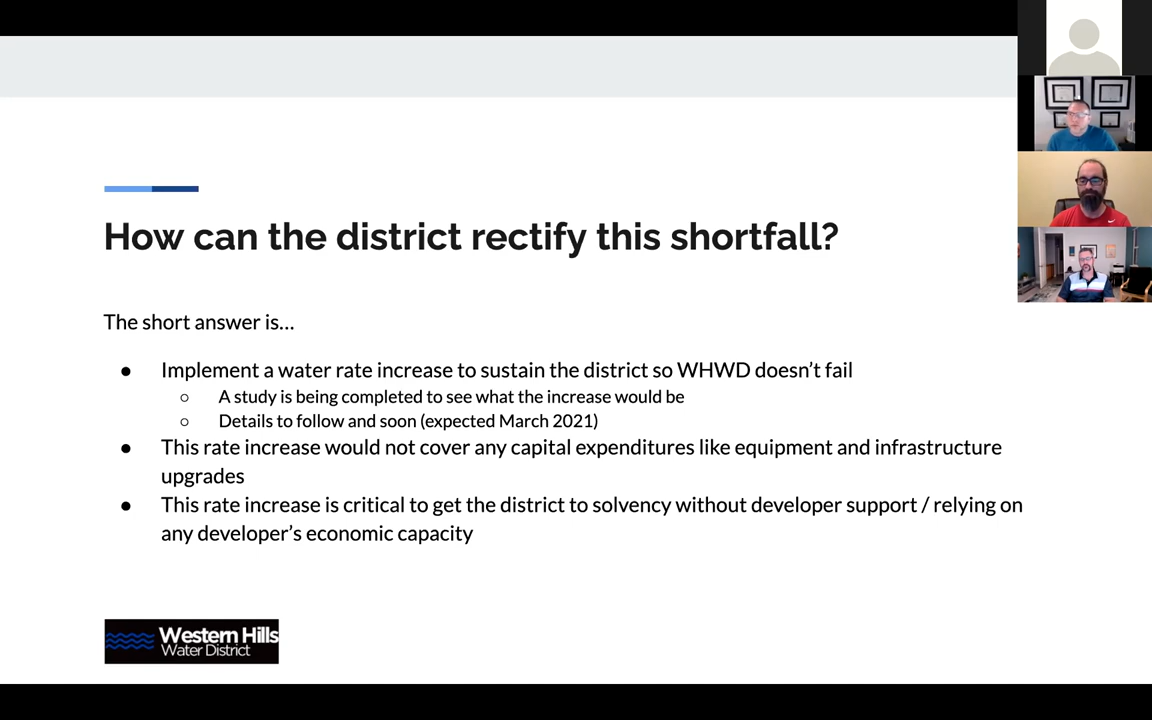 How can the district rectify this shortfall?
The short answer is...
● Implement a water rate increase to sustain the district so WHWD doesn't fail
○ A study is being completed to see what the increase would be
○ Details to follow and soon (expected March 2021)
● This rate increase would not cover any capital expenditures like equipment and infrastructure
upgrades
● This rate increase is critical to get the district to solvency without developer support / relying on
any developer's economic capacity
Western Hills
Water District